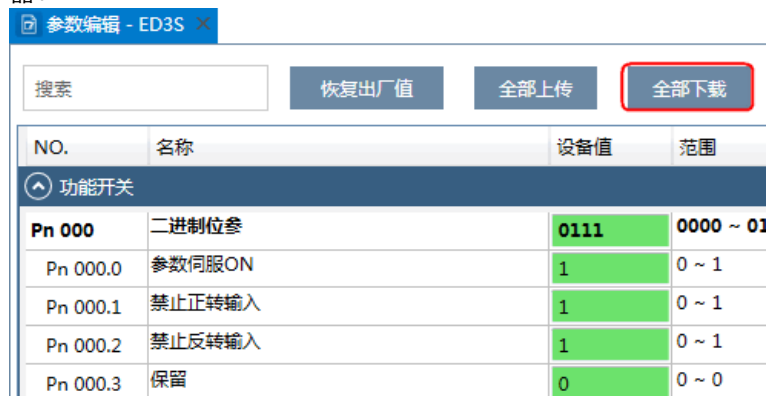 参数编辑 - ED3S ×
搜索 恢复出厂值 全部上传 全部下载
NO. 名称 设备值 范围
功能开关
Pn 000 二进制位参 0111 0000 ~ 01
Pn 000.0 参数伺服ON 1 0 ~ 1
Pn 000.1 禁止正转输入 1 0 ~ 1
Pn 000.2 禁止反转输入 1 0 ~ 1
Pn 000.3 保留 0 0 ~ 0